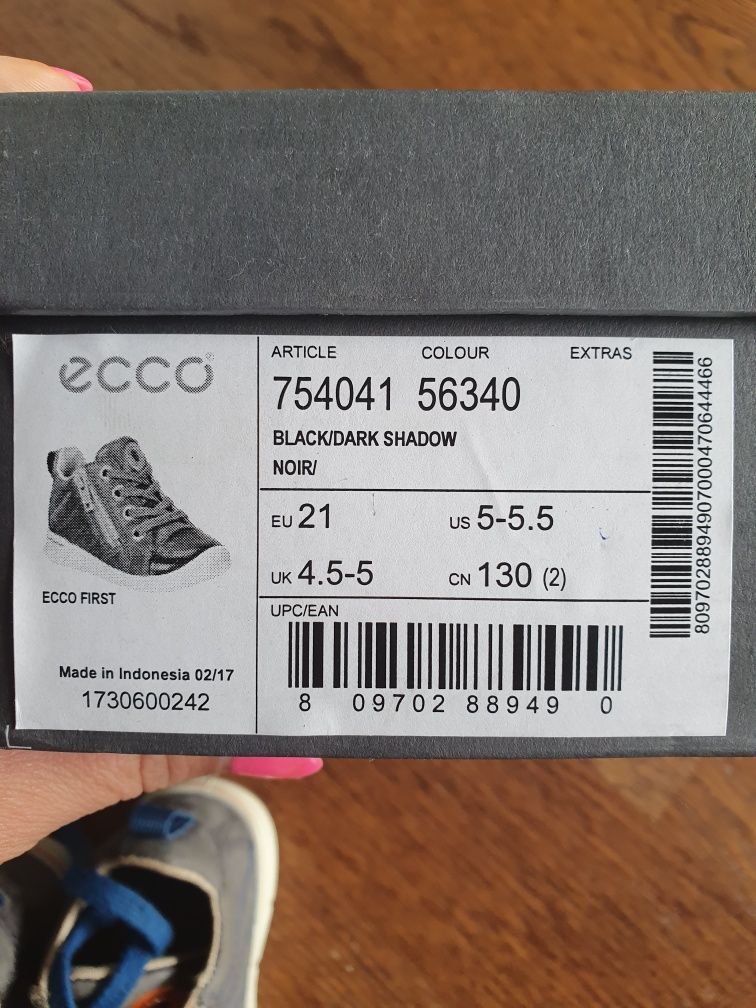 ecco®
ECCO FIRST
Made in Indonesia 02/17
1730600242
ARTICLE COLOUR EXTRAS
754041 56340
BLACK/DARK SHADOW
NOIR/
EU 21 US 5-5.5
UK 4.5-5 CN 130 (2)
UPC/EAN
8 09702 88949 0
8097028894907000470644466